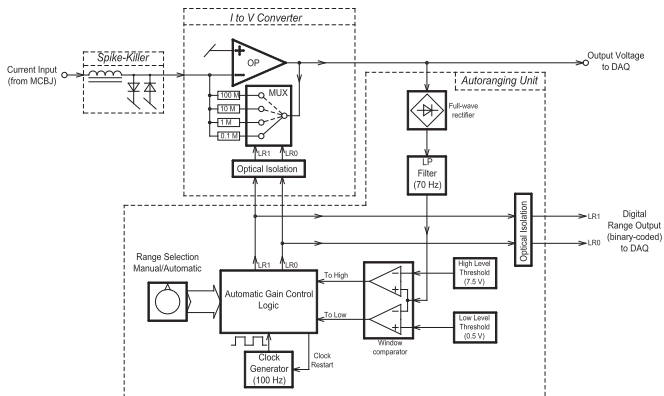 I to V Converter
Spike-Killer
Current Input
(from MCBJ)
OP
Output Voltage
to DAQ
Autoranging Unit
MUX
100 M
10 M
1 M
0.1 M
LR1
LR0
Optical Isolation
Full-wave
rectifier
LP
Filter
(70 Hz)
Optical Isolation
LR1
LR0
Digital
Range Output
(binary-coded)
to DAQ
Range Selection
Manual/Automatic
LR1
LR0
Automatic Gain Control
Logic
To High
To Low
High Level
Threshold
(7.5 V)
Low Level
Threshold
(0.5 V)
Window
comparator
Clock
Generator
(100 Hz)
Clock
Restart